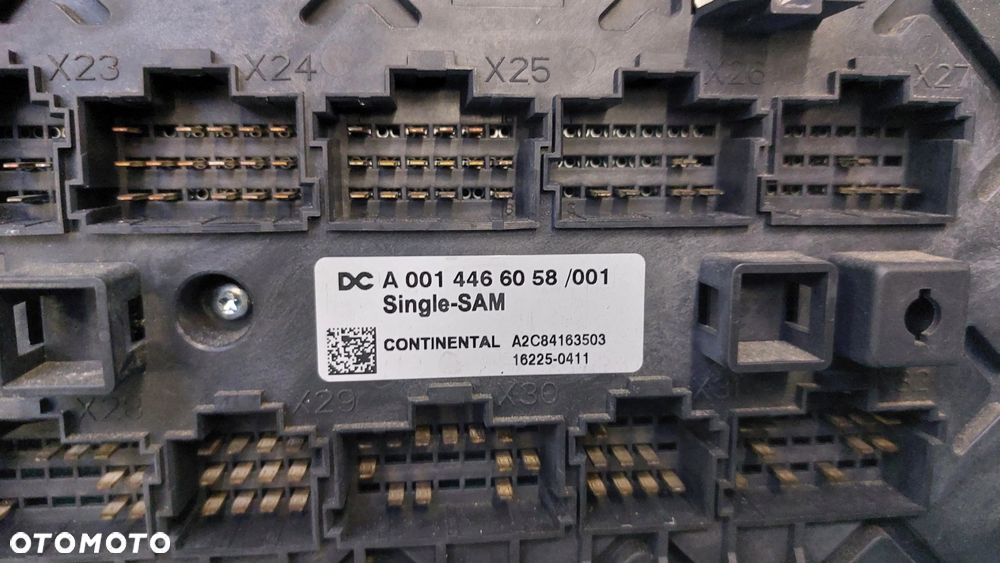 X23 X24 X25 X26 X27
DC A 001 446 60 58 /001
Single-SAM
CONTINENTAL A2C84163503
16225-0411
X28 X29 X30
OTOMOTO